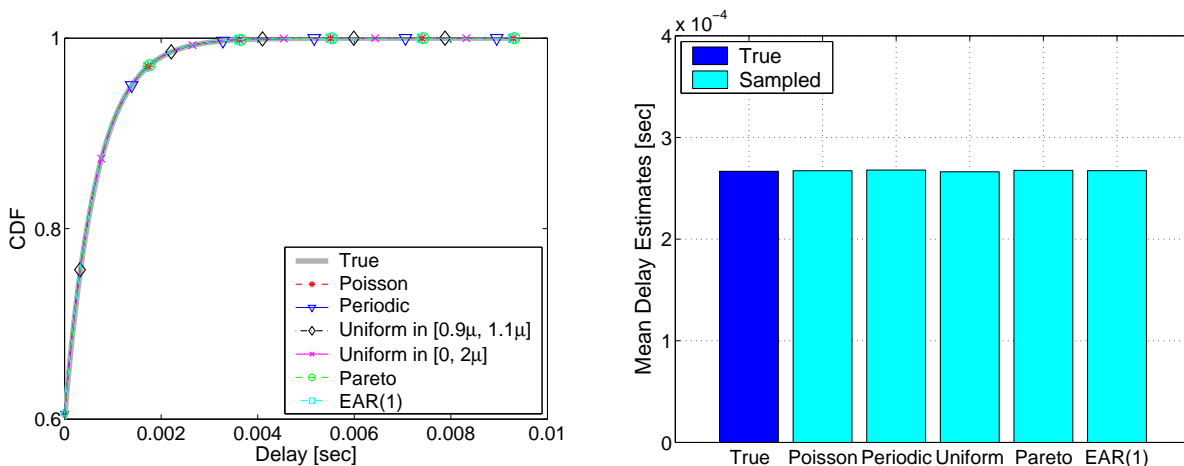 1
0.8
0.6
CDF
0
0.002
0.004
0.006
0.008
0.01
Delay [sec]
True
Poisson
Periodic
Uniform in [0.9μ, 1.1μ]
Uniform in [0, 2μ]
Pareto
EAR(1)
x 10⁻⁴
4
3
2
1
0
Mean Delay Estimates [sec]
True
Sampled
True
Poisson
Periodic
Uniform
Pareto
EAR(1)